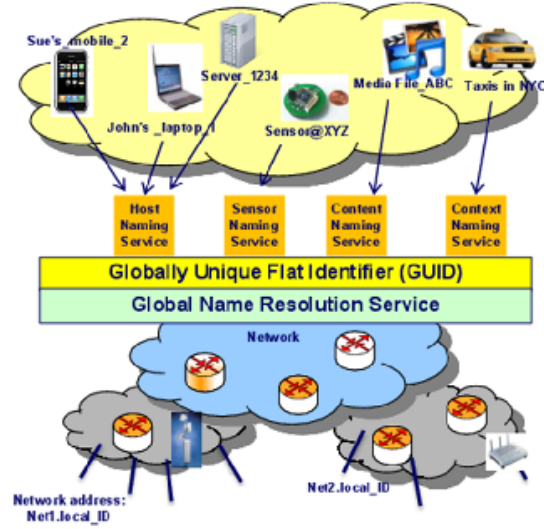 Sue's_mobile_2
Server_1234
Media File_ABC
Taxis in NYC
John's _laptop_1
Sensor@XYZ
Host
Naming
Service
Sensor
Naming
Service
Content
Naming
Service
Context
Naming
Service
Globally Unique Flat Identifier (GUID)
Global Name Resolution Service
Network
Network address:
Net1.local_ID
Net2.local_ID